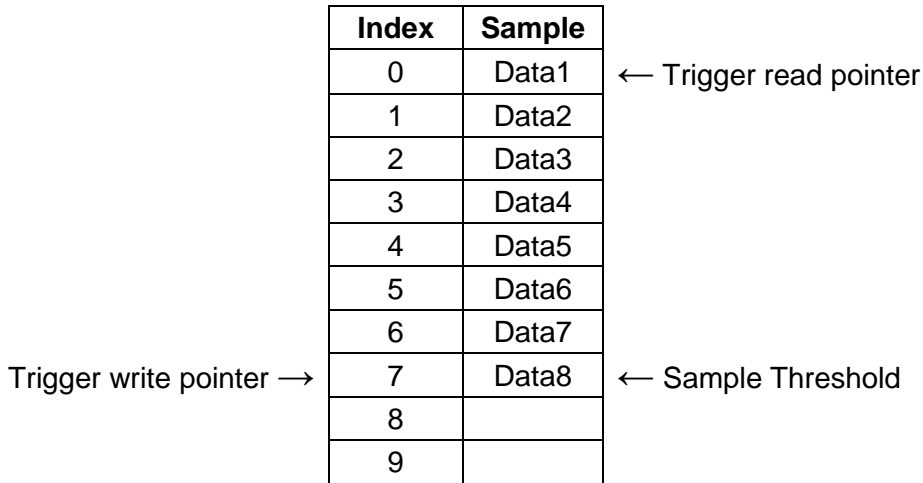 Index Sample
0 Data1 ← Trigger read pointer
1 Data2
2 Data3
3 Data4
4 Data5
5 Data6
6 Data7
Trigger write pointer → 7 Data8 ← Sample Threshold
8
9